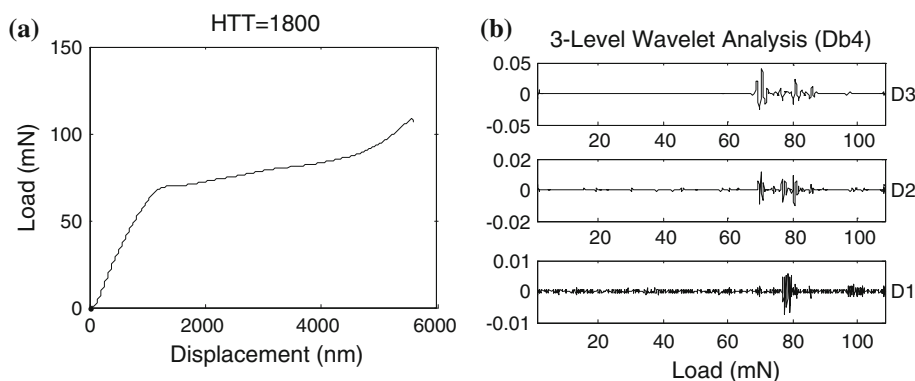 (a)
HTT=1800
150
100
50
0
0
2000
4000
6000
Load (mN)
Displacement (nm)
(b)
3-Level Wavelet Analysis (Db4)
0.05
0
-0.05
D3
20 40 60 80 100
0.02
0
-0.02
D2
20 40 60 80 100
0.01
0
-0.01
D1
20 40 60 80 100
Load (mN)